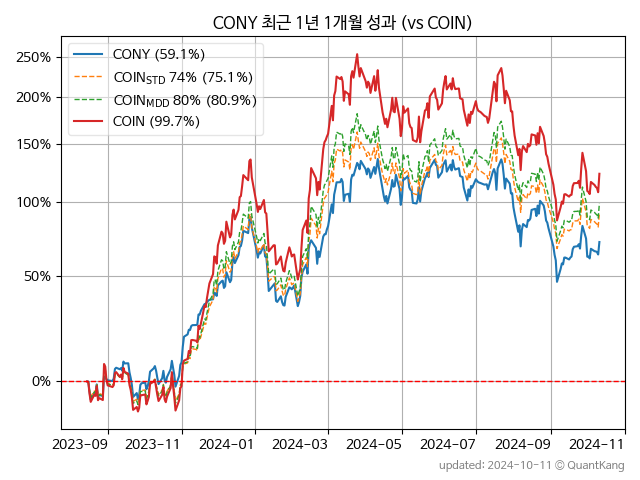 CONY 최근 1년 1개월 성과 (vs COIN)
CONY (59.1%)
COIN_STD 74% (75.1%)
COIN_MDD 80% (80.9%)
COIN (99.7%)
250%
200%
150%
100%
50%
0%
2023-09 2023-11 2024-01 2024-03 2024-05 2024-07 2024-09 2024-11
updated: 2024-10-11 © QuantKang